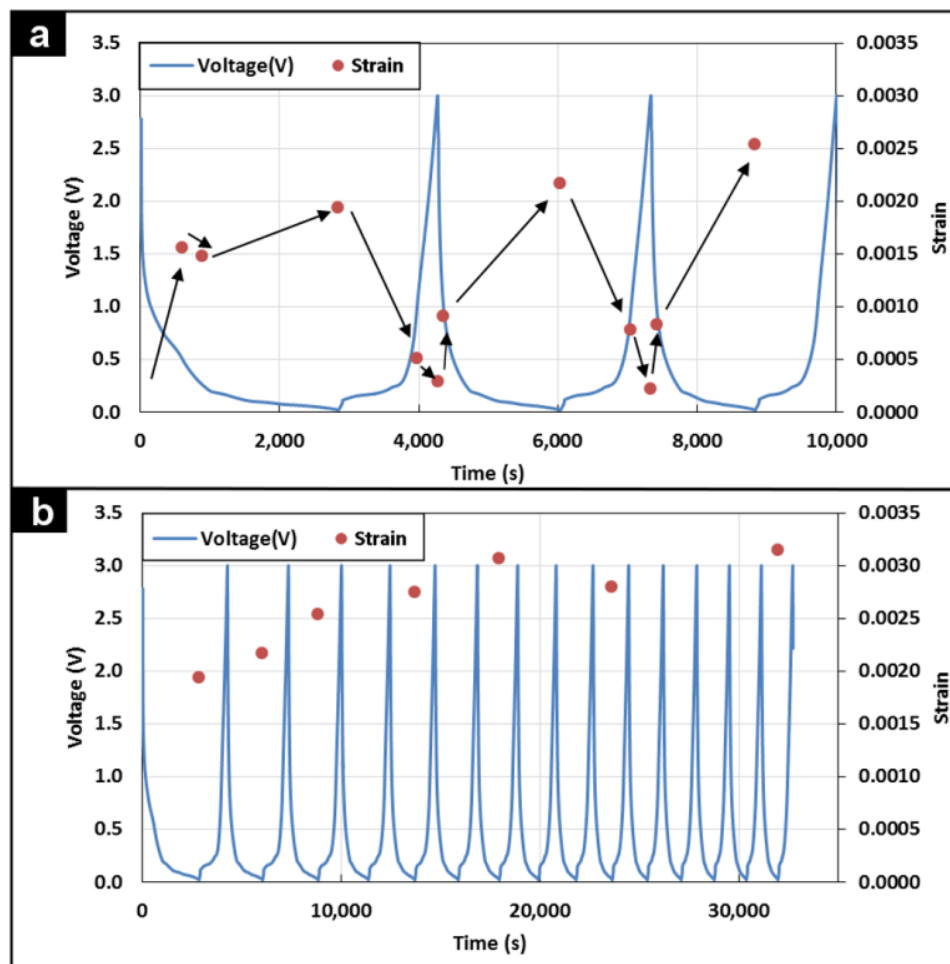 a
Voltage(V) Strain
3.5 0.0035
3.0 0.0030
2.5 0.0025
2.0 0.0020
1.5 0.0015
1.0 0.0010
0.5 0.0005
0.0 0.0000
Voltage (V)
Strain
0 2,000 4,000 6,000 8,000 10,000
Time (s)
b
Voltage(V) Strain
3.5 0.0035
3.0 0.0030
2.5 0.0025
2.0 0.0020
1.5 0.0015
1.0 0.0010
0.5 0.0005
0.0 0.0000
Voltage (V)
Strain
0 10,000 20,000 30,000
Time (s)